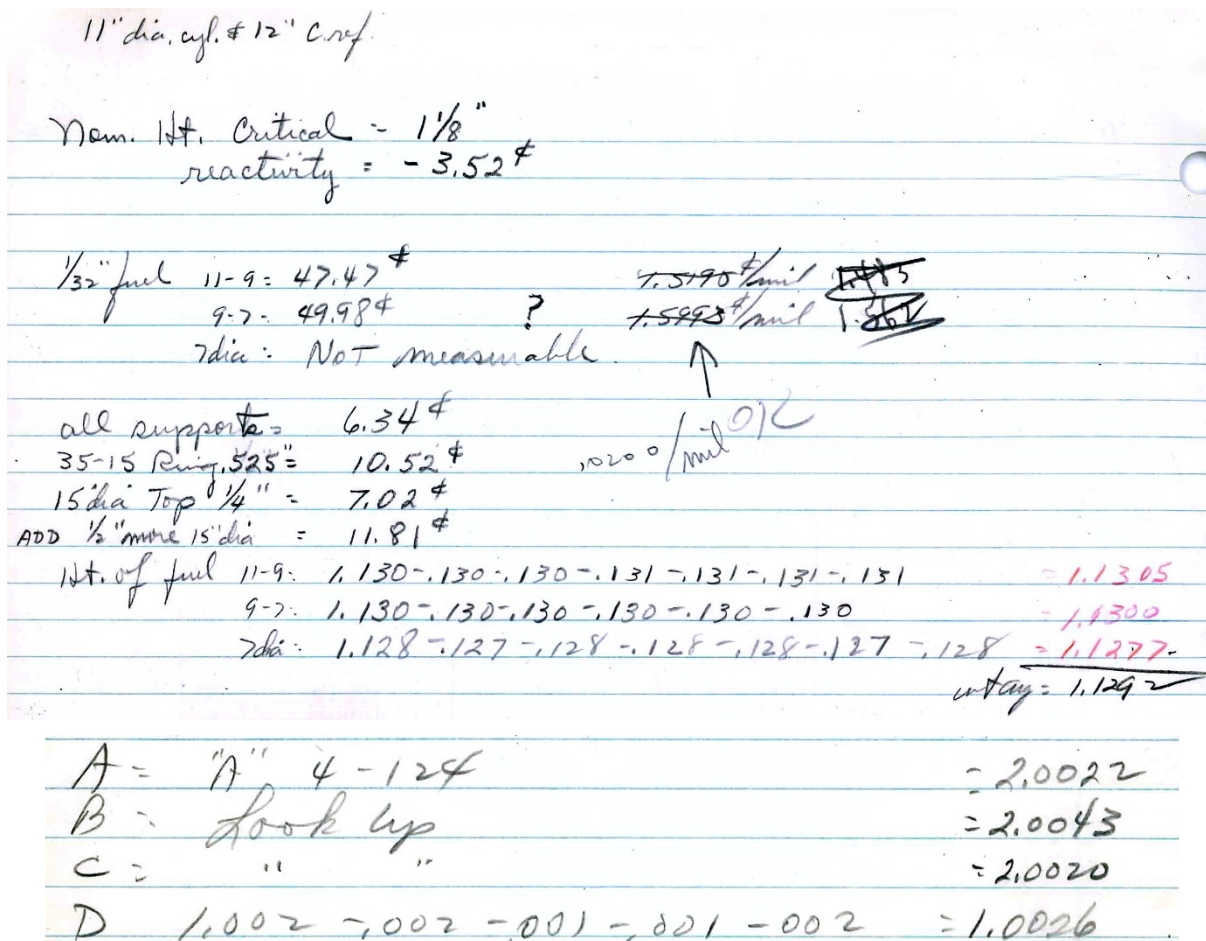 11" dia. cyl. & 12" C. ref.
Nom. Ht. Critical = 1 1/8"
reactivity = -3.52¢
1/32" fuel 11-9 = 47.47¢ 1.5190¢/mil
9-7 = 49.98¢ ? 1.5993¢/mil
7dia : NOT measurable.
all supports = 6.34¢ OK
35-15 Ring .525" = 10.52¢ .0200/mil
15"dia Top 1/4" = 7.02¢
ADD 1/2" more 15"dia = 11.81¢
Ht. of fuel 11-9: 1.130-.130-.130-.131-.131-.131-.131 = 1.1305
9-7: 1.130-.130-.130-.130-.130-.130 = 1.1300
7dia: 1.128-.127-.128-.128-.128-.127-.128 = 1.1277
wt avg = 1.1292
A = "A" 4-124 = 2.0022
B = Look up = 2.0043
C = " " = 2.0020
D 1.002 -.002 -.001 -.001 -002 = 1.0026